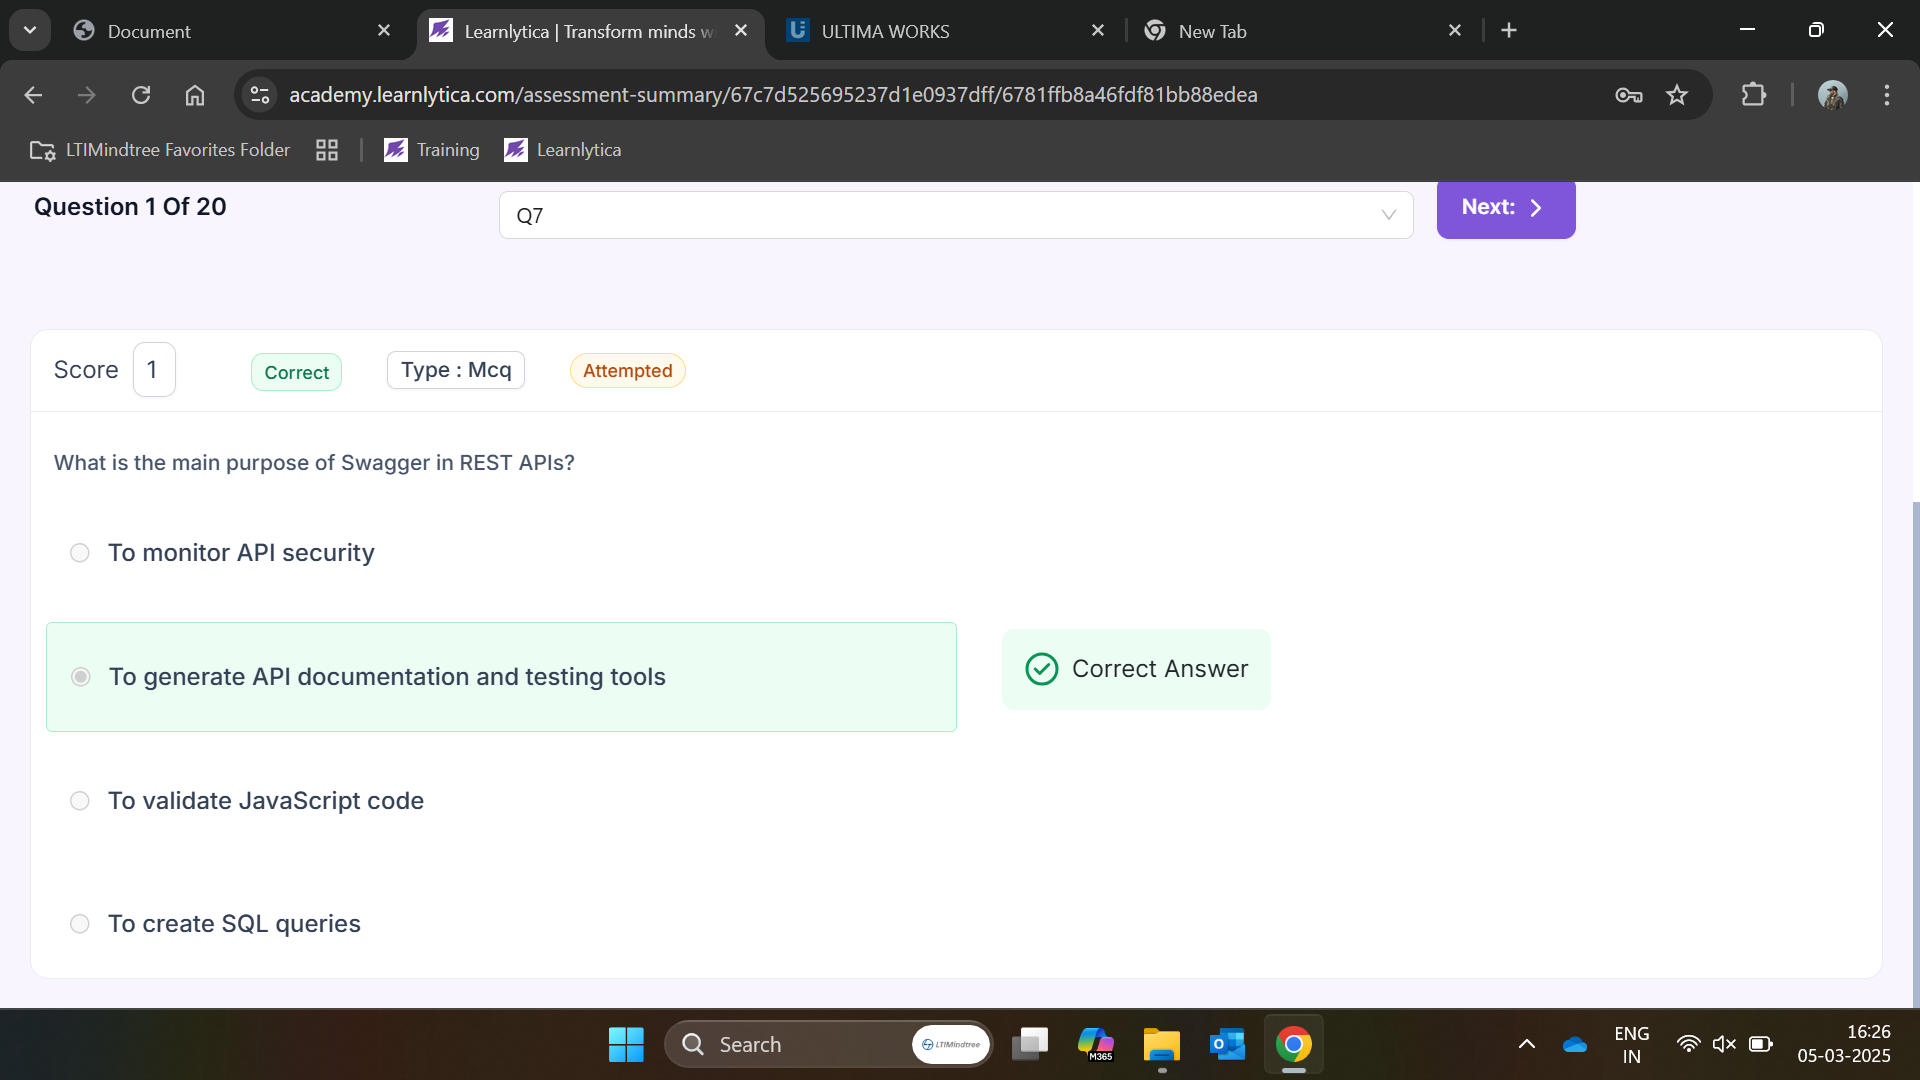 Document
Learnlytica | Transform minds w
ULTIMA WORKS
New Tab
academy.learnlytica.com/assessment-summary/67c7d525695237d1e0937dff/6781ffb8a46fdf81bb88edea
LTIMindtree Favorites Folder
Training
Learnlytica
Question 1 Of 20
Q7
Next:
Score 1
Correct
Type : Mcq
Attempted
What is the main purpose of Swagger in REST APIs?
To monitor API security
To generate API documentation and testing tools
Correct Answer
To validate JavaScript code
To create SQL queries
Search
LTIMindtree
M365
ENG
IN
16:26
05-03-2025